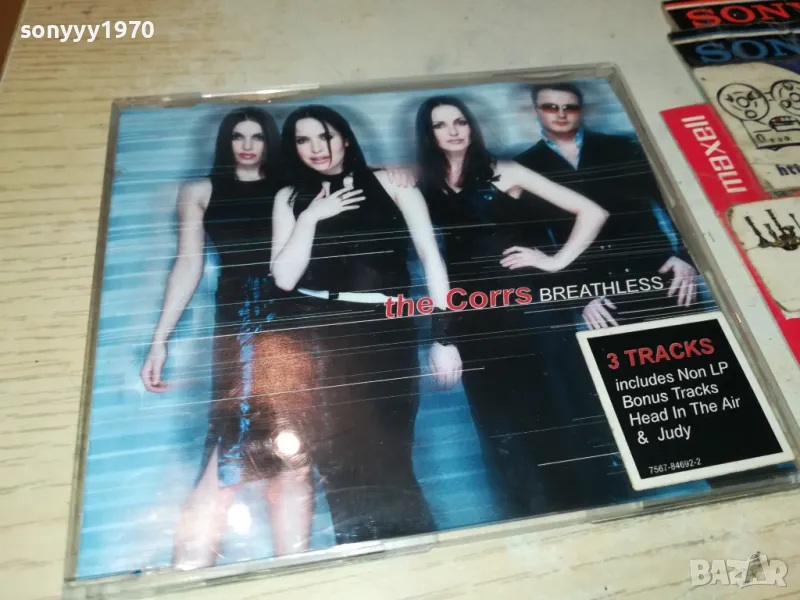 sonyyy1970
SONY
SONY
maxell
the Corrs BREATHLESS
3 TRACKS
includes Non LP
Bonus Tracks
Head In The Air
& Judy
7567-84692-2
BAZAR